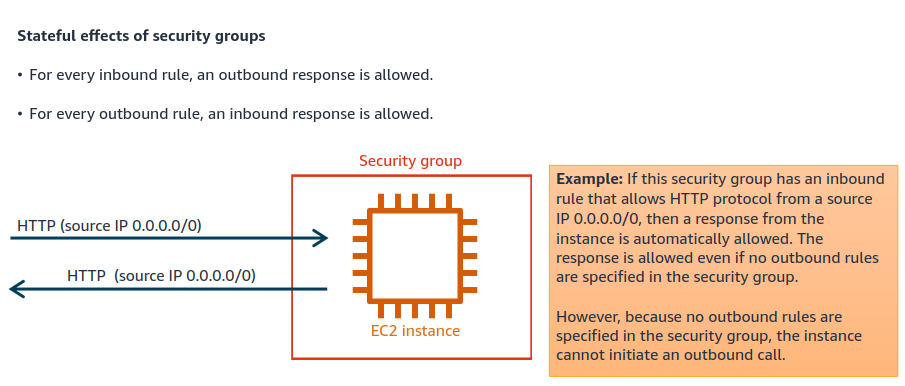 Stateful effects of security groups
• For every inbound rule, an outbound response is allowed.
• For every outbound rule, an inbound response is allowed.
Security group
HTTP (source IP 0.0.0.0/0)
HTTP (source IP 0.0.0.0/0)
EC2 instance
Example: If this security group has an inbound
rule that allows HTTP protocol from a source
IP 0.0.0.0/0, then a response from the
instance is automatically allowed. The
response is allowed even if no outbound rules
are specified in the security group.
However, because no outbound rules are
specified in the security group, the instance
cannot initiate an outbound call.